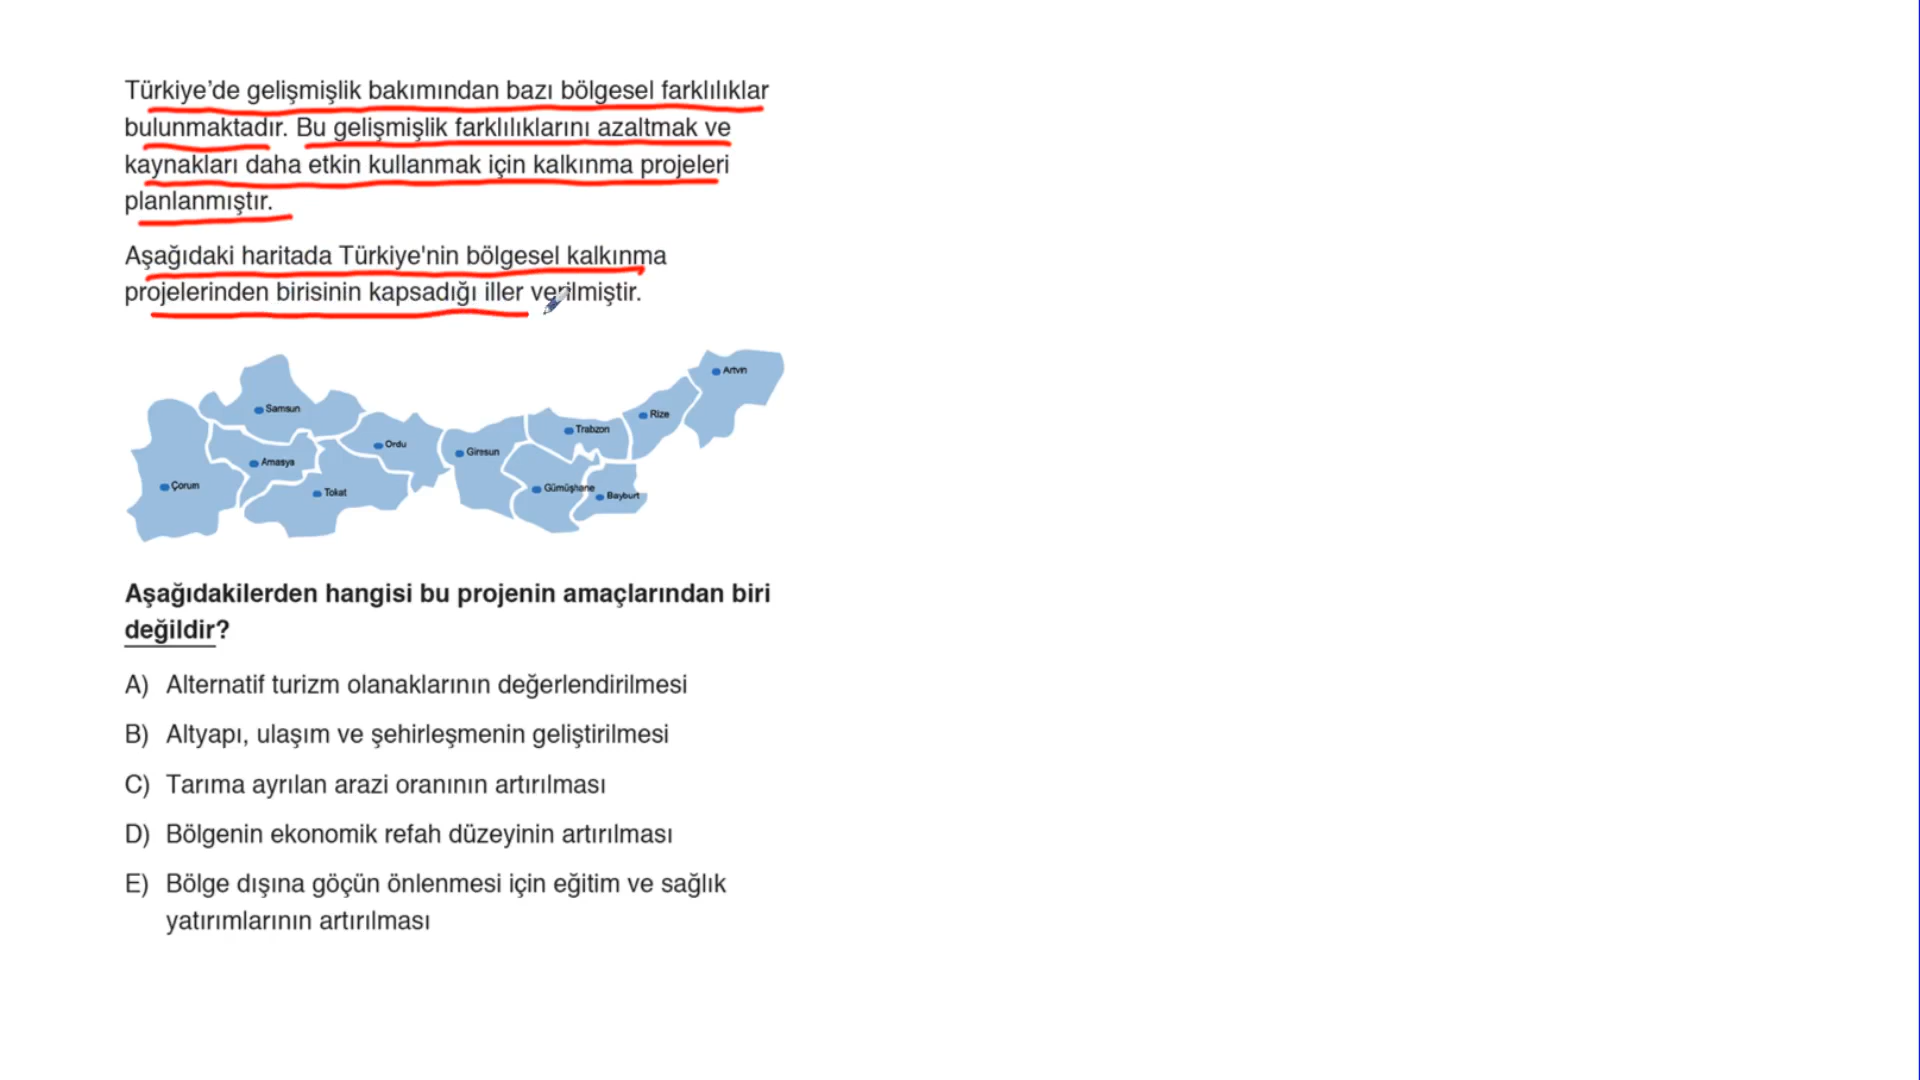 Türkiye’de gelişmişlik bakımından bazı bölgesel farklılıklar
bulunmaktadır. Bu gelişmişlik farklılıklarını azaltmak ve
kaynakları daha etkin kullanmak için kalkınma projeleri
planlanmıştır.
Aşağıdaki haritada Türkiye'nin bölgesel kalkınma
projelerinden birisinin kapsadığı iller verilmiştir.
Artvin
Rize
Samsun
Trabzon
Ordu
Giresun
Amasya
Çorum
Tokat
Gümüşhane
Bayburt
Aşağıdakilerden hangisi bu projenin amaçlarından biri
değildir?
A) Alternatif turizm olanaklarının değerlendirilmesi
B) Altyapı, ulaşım ve şehirleşmenin geliştirilmesi
C) Tarıma ayrılan arazi oranının artırılması
D) Bölgenin ekonomik refah düzeyinin artırılması
E) Bölge dışına göçün önlenmesi için eğitim ve sağlık
yatırımlarının artırılması